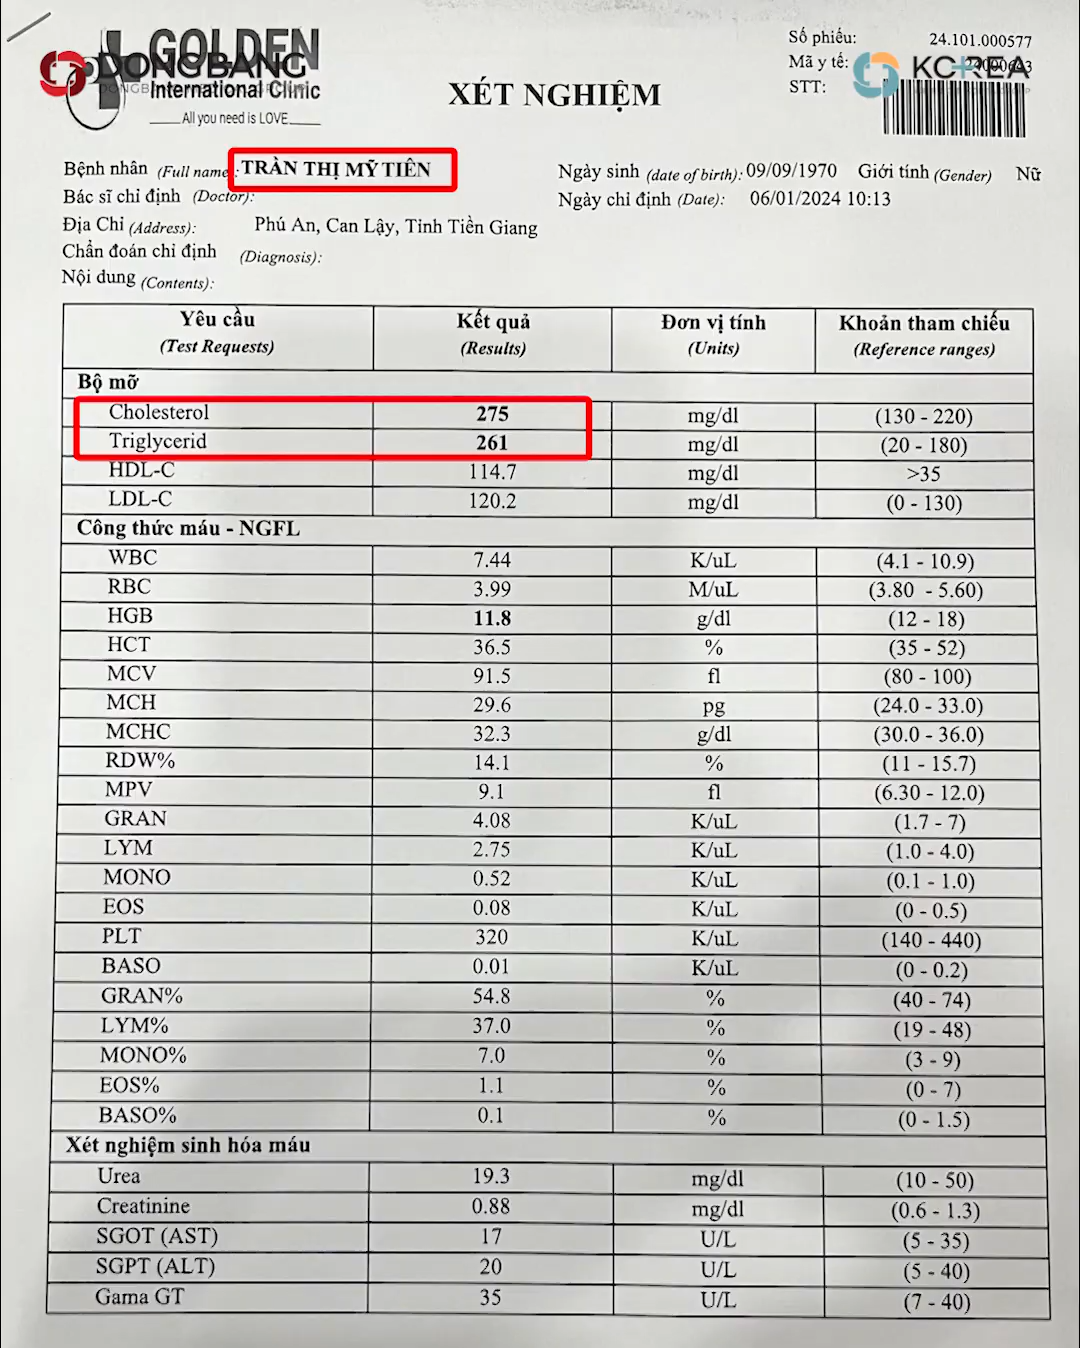 GOLDEN
DONG BANG
International Clinic
All you need is LOVE
XÉT NGHIỆM
Số phiếu: 24.101.000577
Mã y tế:
KOREA
STT:
Bệnh nhân (Full name): TRẦN THỊ MỸ TIÊN Ngày sinh (date of birth): 09/09/1970 Giới tính (Gender) Nữ
Bác sĩ chỉ định (Doctor): Ngày chỉ định (Date): 06/01/2024 10:13
Địa Chỉ (Address): Phú An, Can Lậy, Tỉnh Tiền Giang
Chẩn đoán chỉ định (Diagnosis):
Nội dung (Contents):
Yêu cầu Kết quả Đơn vị tính Khoản tham chiếu
(Test Requests) (Results) (Units) (Reference ranges)
Bộ mỡ
Cholesterol 275 mg/dl (130 - 220)
Triglycerid 261 mg/dl (20 - 180)
HDL-C 114.7 mg/dl >35
LDL-C 120.2 mg/dl (0 - 130)
Công thức máu - NGFL
WBC 7.44 K/uL (4.1 - 10.9)
RBC 3.99 M/uL (3.80 - 5.60)
HGB 11.8 g/dl (12 - 18)
HCT 36.5 % (35 - 52)
MCV 91.5 fl (80 - 100)
MCH 29.6 pg (24.0 - 33.0)
MCHC 32.3 g/dl (30.0 - 36.0)
RDW% 14.1 % (11 - 15.7)
MPV 9.1 fl (6.30 - 12.0)
GRAN 4.08 K/uL (1.7 - 7)
LYM 2.75 K/uL (1.0 - 4.0)
MONO 0.52 K/uL (0.1 - 1.0)
EOS 0.08 K/uL (0 - 0.5)
PLT 320 K/uL (140 - 440)
BASO 0.01 K/uL (0 - 0.2)
GRAN% 54.8 % (40 - 74)
LYM% 37.0 % (19 - 48)
MONO% 7.0 % (3 - 9)
EOS% 1.1 % (0 - 7)
BASO% 0.1 % (0 - 1.5)
Xét nghiệm sinh hóa máu
Urea 19.3 mg/dl (10 - 50)
Creatinine 0.88 mg/dl (0.6 - 1.3)
SGOT (AST) 17 U/L (5 - 35)
SGPT (ALT) 20 U/L (5 - 40)
Gama GT 35 U/L (7 - 40)